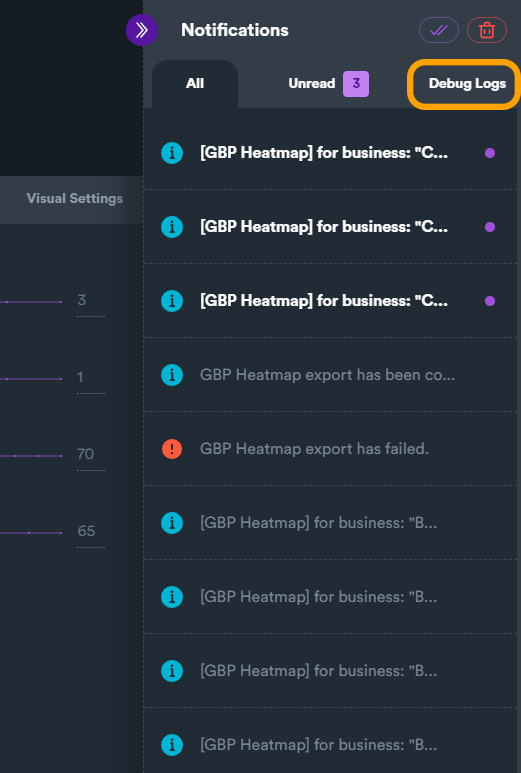 Notifications
All
Unread 3
Debug Logs
[GBP Heatmap] for business: "C...
Visual Settings
[GBP Heatmap] for business: "C...
3
[GBP Heatmap] for business: "C...
1
GBP Heatmap export has been co...
70
GBP Heatmap export has failed.
65
[GBP Heatmap] for business: "B...
[GBP Heatmap] for business: "B...
[GBP Heatmap] for business: "B...
[GBP Heatmap] for business: "B...